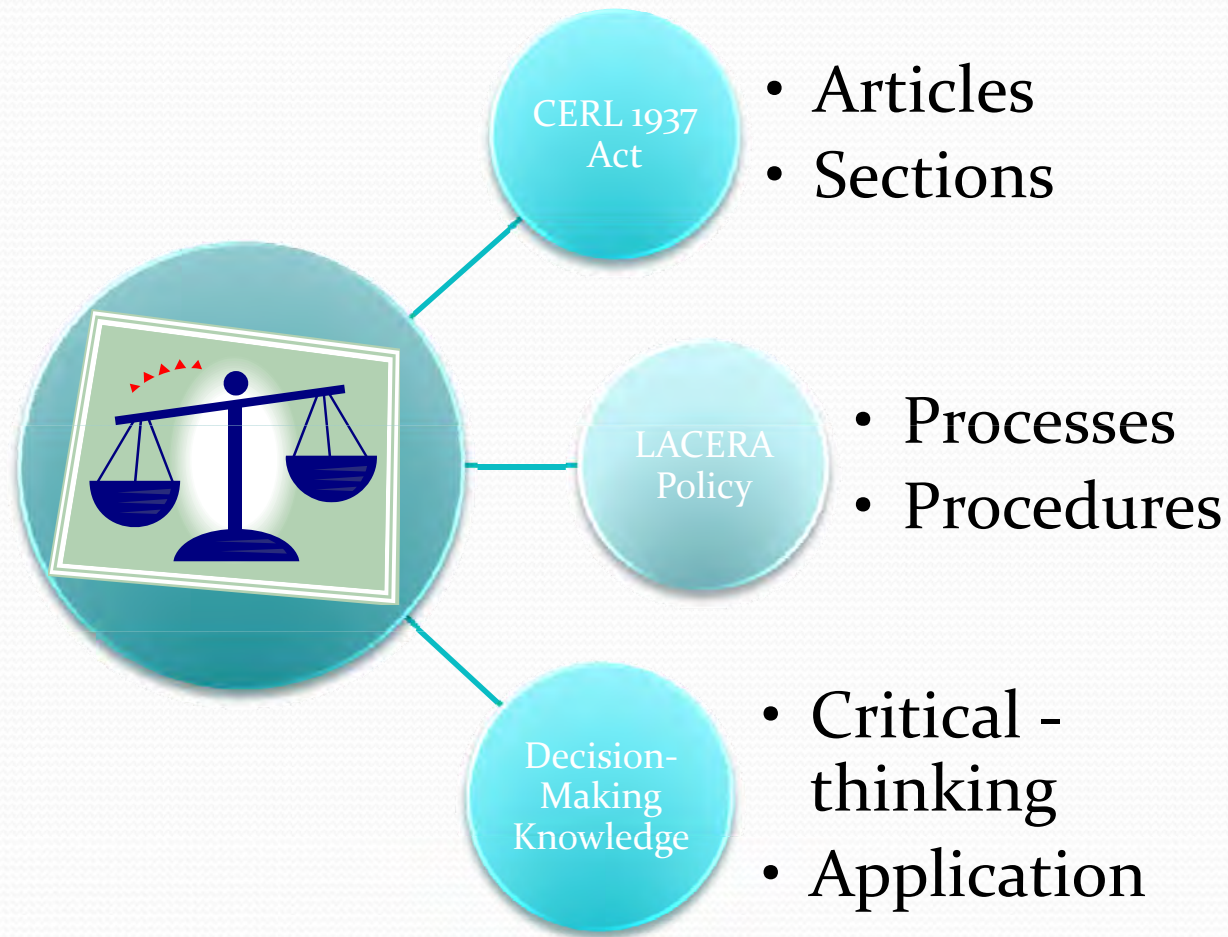 CERL 1937
Act
• Articles
• Sections
LACERA
Policy
• Processes
• Procedures
Decision-
Making
Knowledge
• Critical -
thinking
• Application